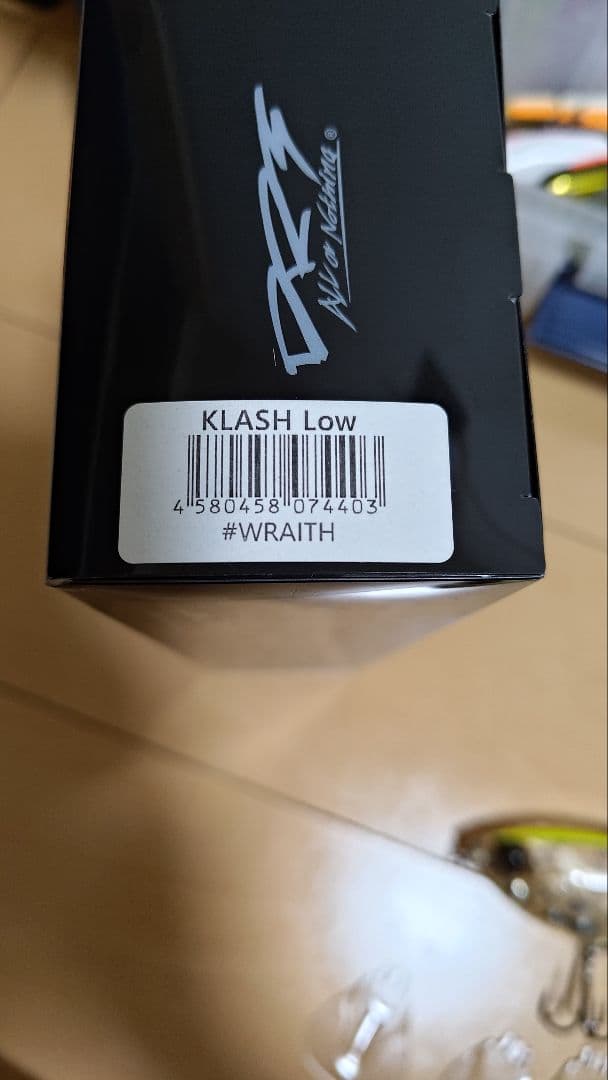 DRT
All or Nothing®
KLASH Low
4 580458 074403
#WRAITH